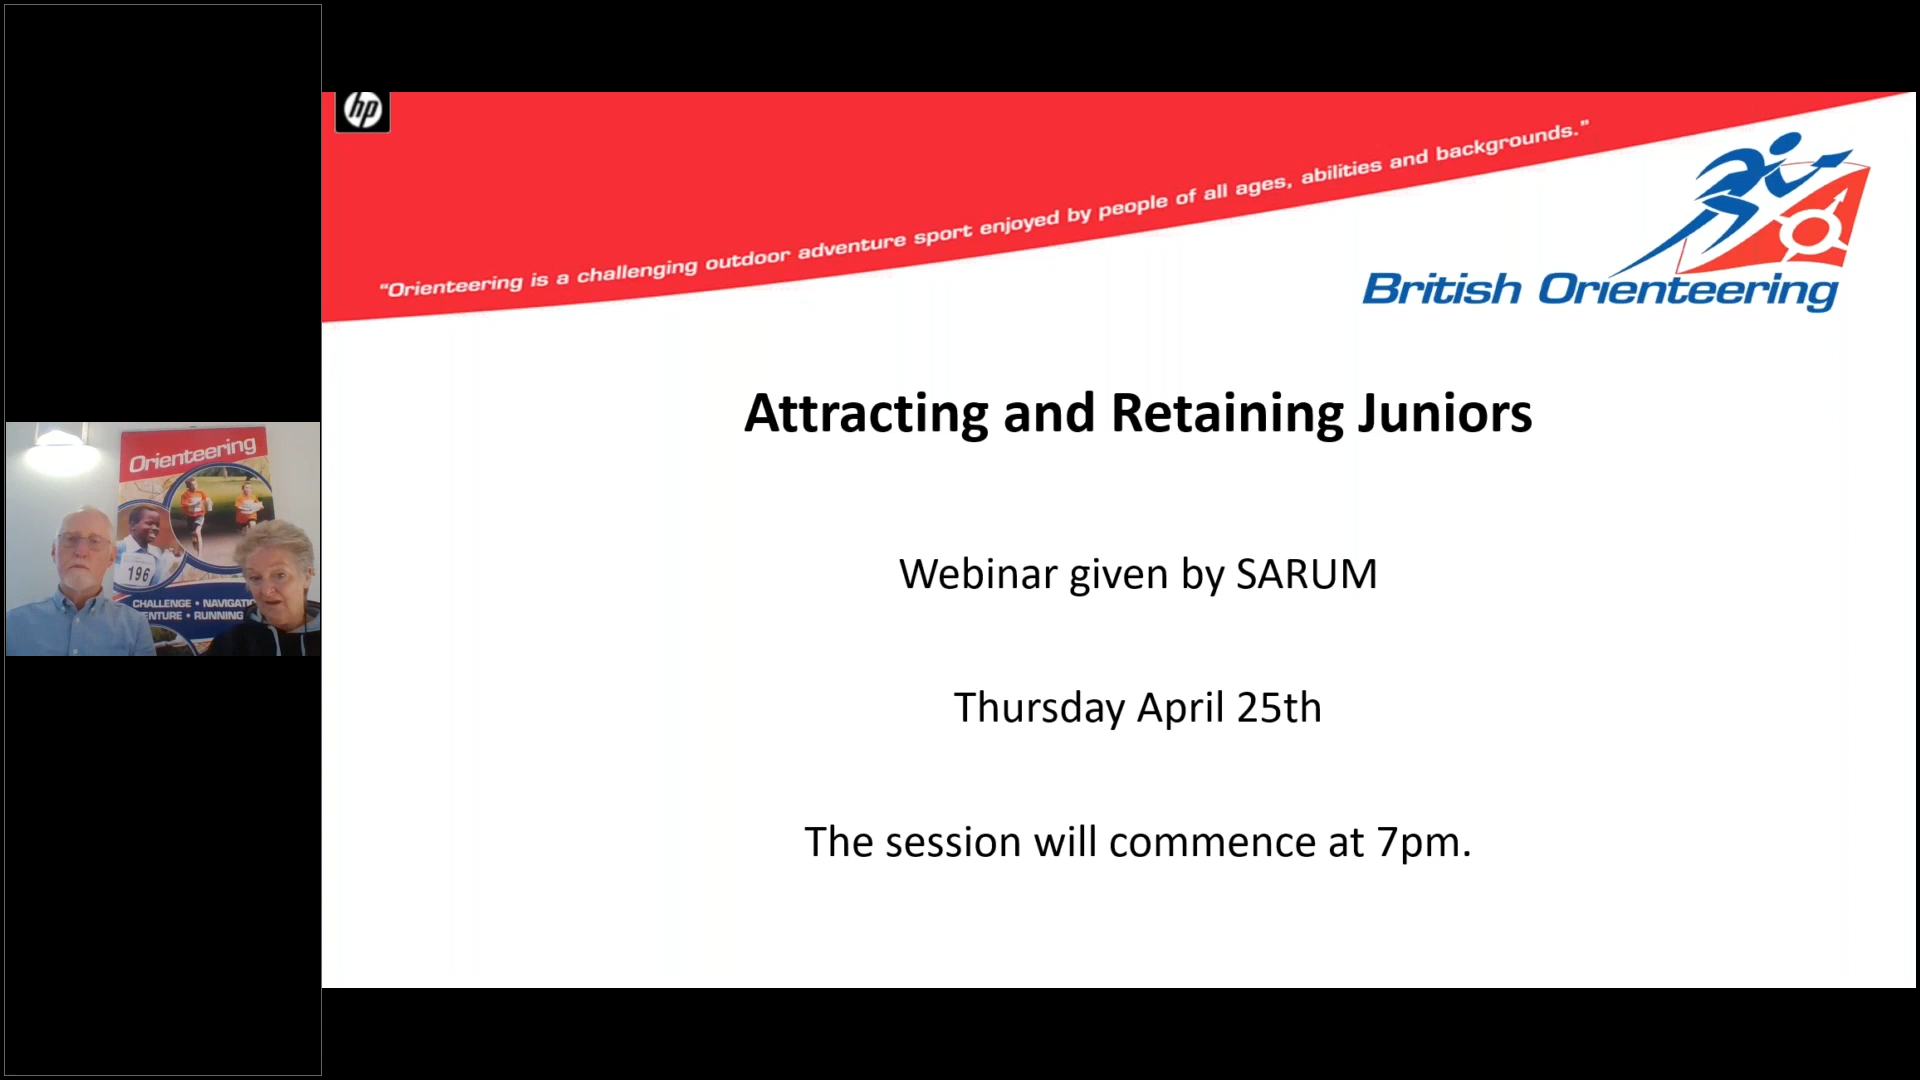 hp
“Orienteering is a challenging outdoor adventure sport enjoyed by people of all ages, abilities and backgrounds.”
British Orienteering
Attracting and Retaining Juniors
Webinar given by SARUM
Thursday April 25th
The session will commence at 7pm.
Orienteering
196
CHALLENGE • NAVIGATI
ENTURE • RUNNING